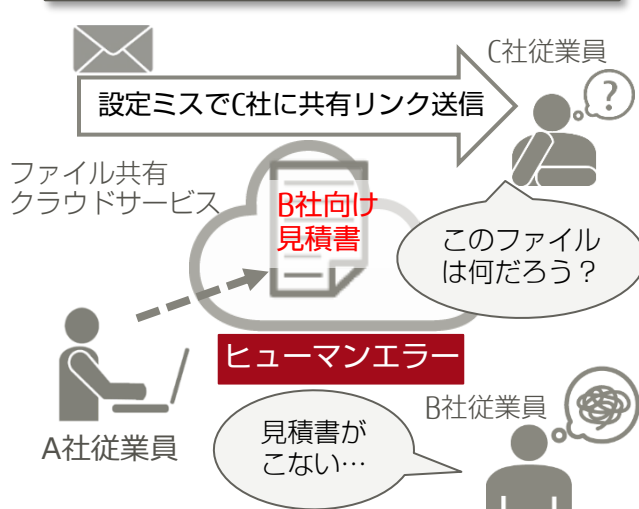 C社従業員
?
設定ミスでC社に共有リンク送信
ファイル共有
クラウドサービス
B社向け
見積書
このファイル
は何だろう？
ヒューマンエラー
A社従業員
見積書が
こない…
B社従業員